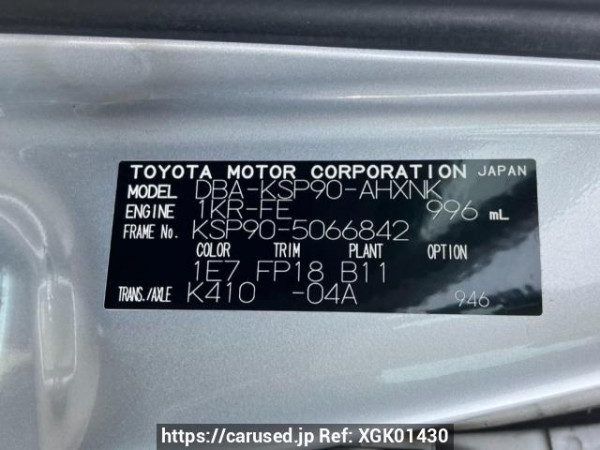 TOYOTA MOTOR CORPORATION JAPAN
MODEL DBA-KSP90-AHXNK
ENGINE 1KR-FE 996 mL
FRAME No. KSP90-5066842
COLOR TRIM PLANT OPTION
1E7 FP18 B11
TRANS./AXLE K410 -04A 946
https://carused.jp Ref: XGK01430